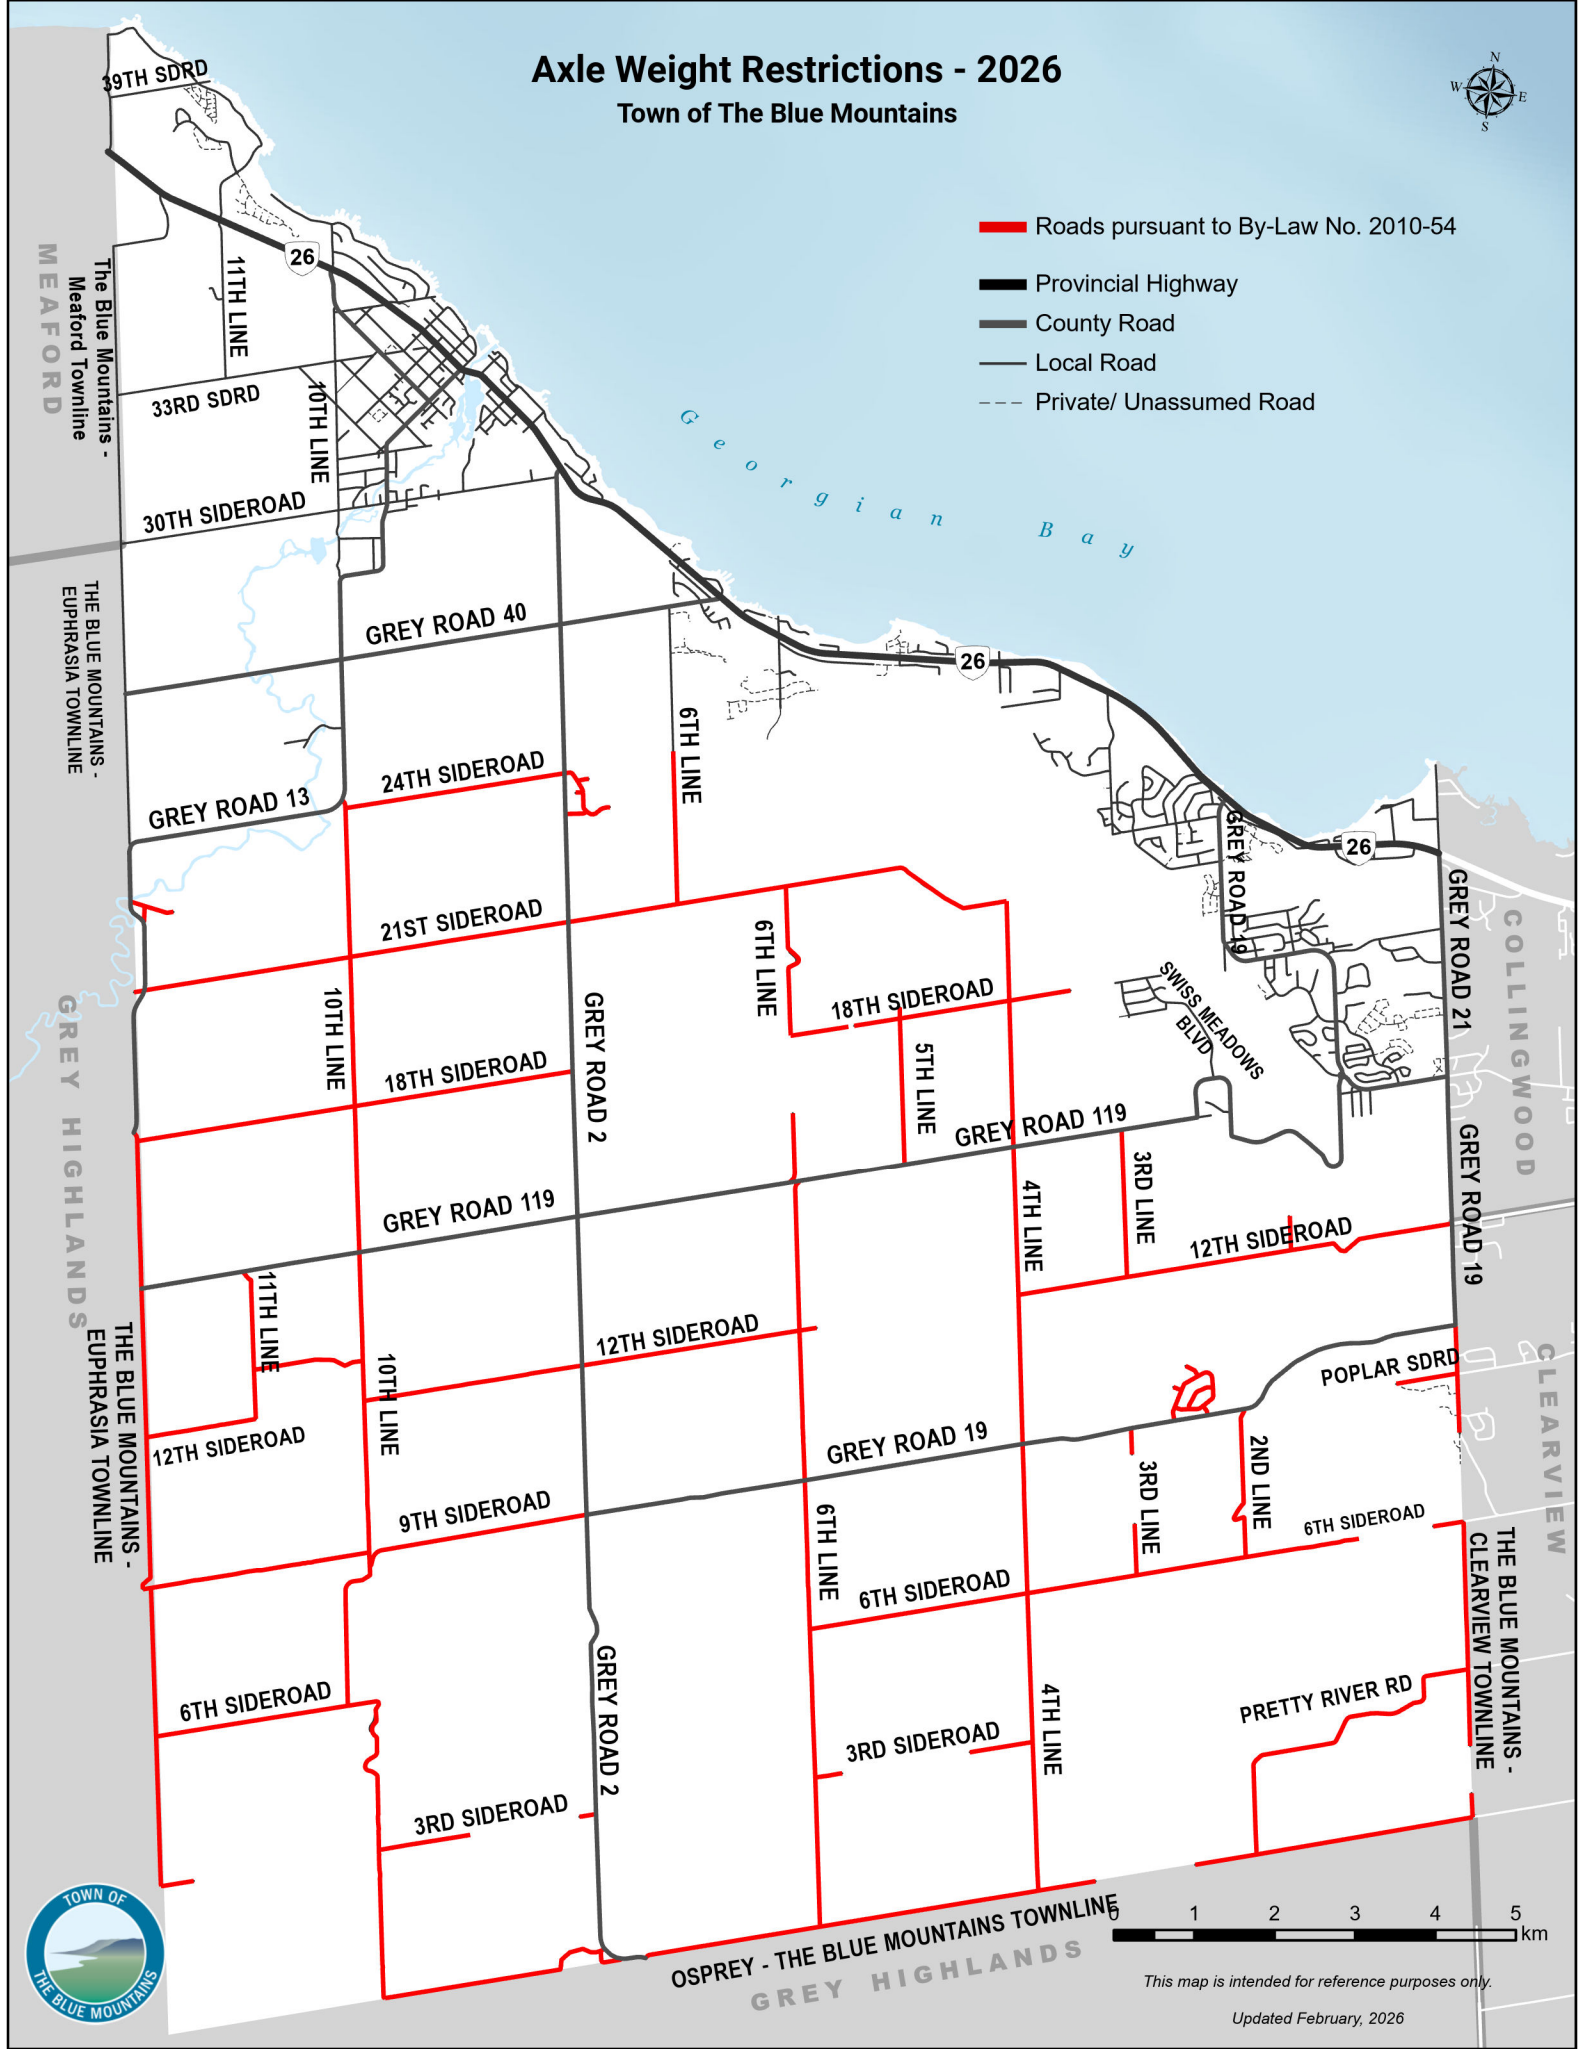 Axle Weight Restrictions - 2026
Town of The Blue Mountains
N
W
E
S
Roads pursuant to By-Law No. 2010-54
Provincial Highway
County Road
Local Road
Private/ Unassumed Road
39TH SDRD
MEAFORD
The Blue Mountains -
Meaford Townline
11TH LINE
26
33RD SDRD
10TH LINE
30TH SIDEROAD
Georgian Bay
THE BLUE MOUNTAINS -
EUPHRASIA TOWNLINE
GREY ROAD 40
26
6TH LINE
24TH SIDEROAD
GREY ROAD 13
GREY ROAD 19
26
GREY ROAD 21
COLLINGWOOD
21ST SIDEROAD
6TH LINE
18TH SIDEROAD
SWISS MEADOWS
BLVD
GREY HIGHLANDS
10TH LINE
GREY ROAD 2
18TH SIDEROAD
5TH LINE
GREY ROAD 119
3RD LINE
GREY ROAD 19
4TH LINE
GREY ROAD 119
12TH SIDEROAD
11TH LINE
THE BLUE MOUNTAINS -
EUPHRASIA TOWNLINE
12TH SIDEROAD
10TH LINE
POPLAR SDRD
CLEARVIEW
12TH SIDEROAD
GREY ROAD 19
2ND LINE
3RD LINE
9TH SIDEROAD
6TH LINE
6TH SIDEROAD
THE BLUE MOUNTAINS -
CLEARVIEW TOWNLINE
6TH SIDEROAD
GREY ROAD 2
6TH SIDEROAD
4TH LINE
PRETTY RIVER RD
3RD SIDEROAD
3RD SIDEROAD
OSPREY - THE BLUE MOUNTAINS TOWNLINE
GREY HIGHLANDS
0 1 2 3 4 5
km
This map is intended for reference purposes only.
Updated February, 2026
TOWN OF
THE BLUE MOUNTAINS